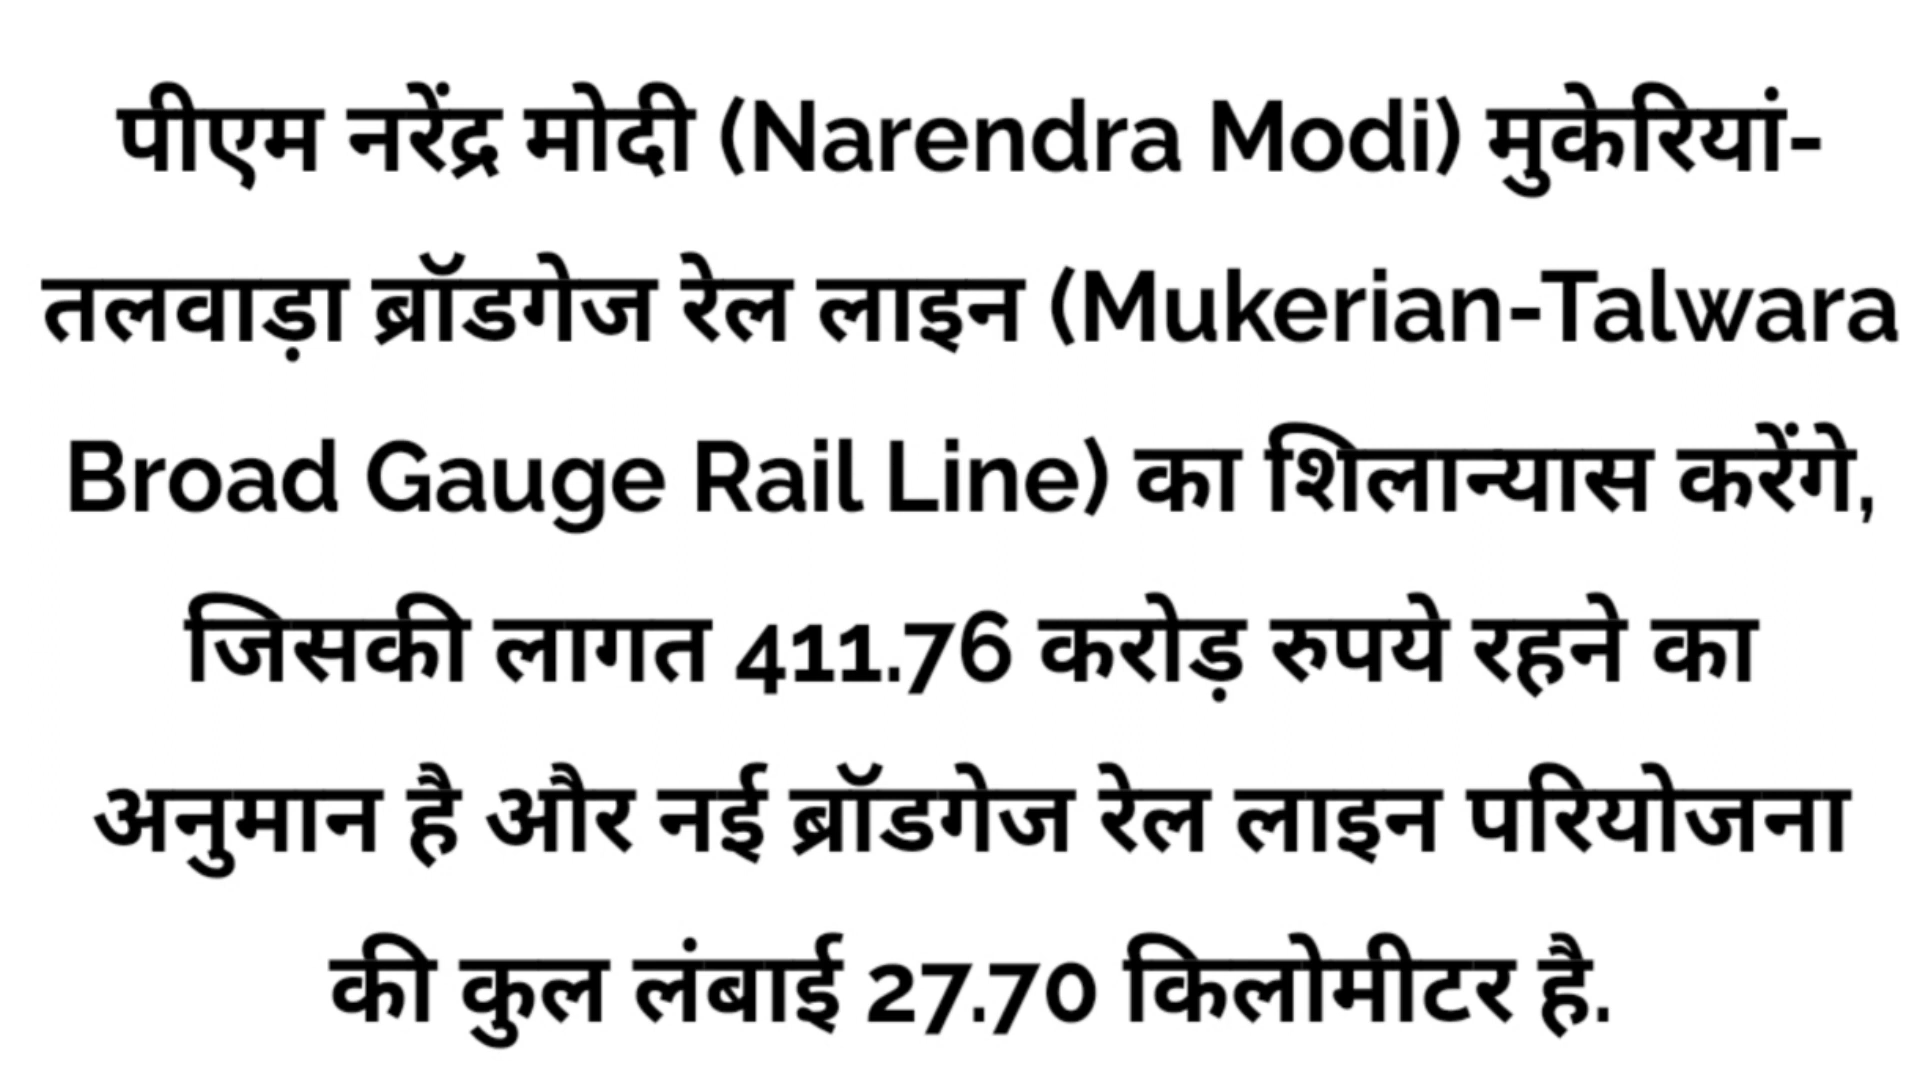 पीएम नरेंद्र मोदी (Narendra Modi) मुकेरियां-
तलवाड़ा ब्रॉडगेज रेल लाइन (Mukerian-Talwara
Broad Gauge Rail Line) का शिलान्यास करेंगे,
जिसकी लागत 411.76 करोड़ रुपये रहने का
अनुमान है और नई ब्रॉडगेज रेल लाइन परियोजना
की कुल लंबाई 27.70 किलोमीटर है.